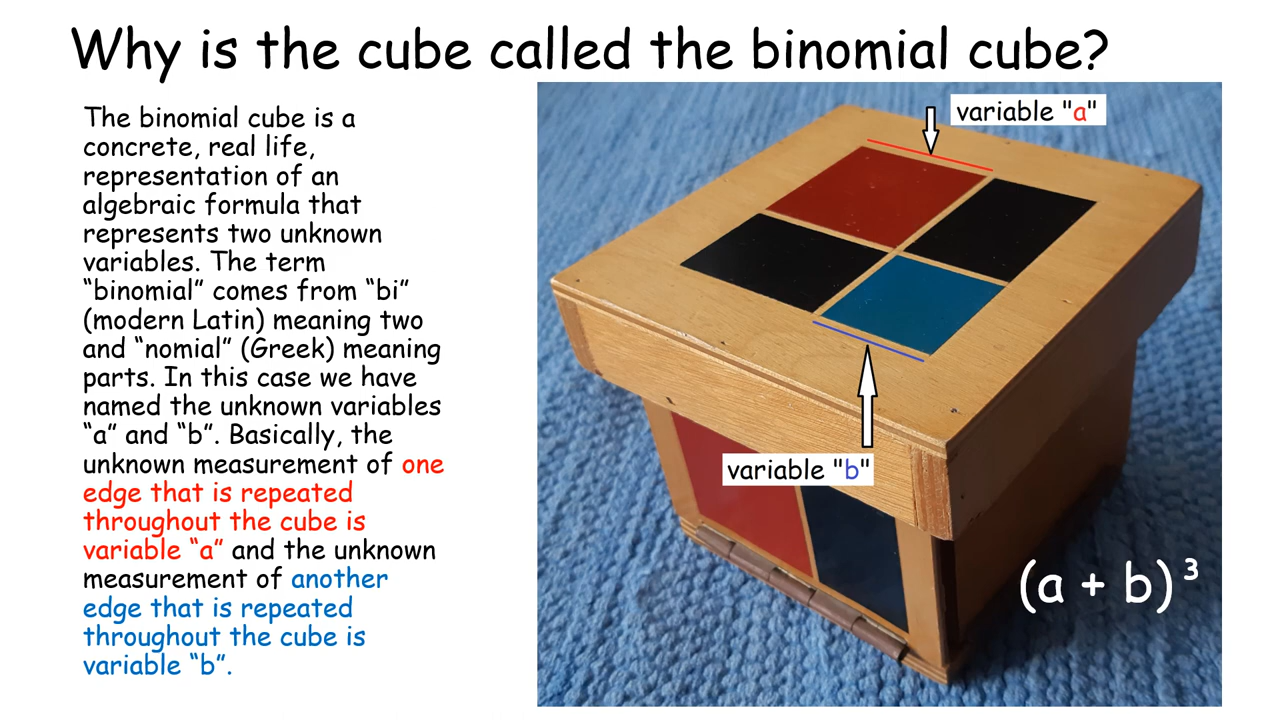 Why is the cube called the binomial cube?
The binomial cube is a
concrete, real life,
representation of an
algebraic formula that
represents two unknown
variables. The term
“binomial” comes from “bi”
(modern Latin) meaning two
and “nomial” (Greek) meaning
parts. In this case we have
named the unknown variables
“a” and “b”. Basically, the
unknown measurement of one
edge that is repeated
throughout the cube is
variable “a” and the unknown
measurement of another
edge that is repeated
throughout the cube is
variable “b”.
variable "a"
variable "b"
(a + b)³